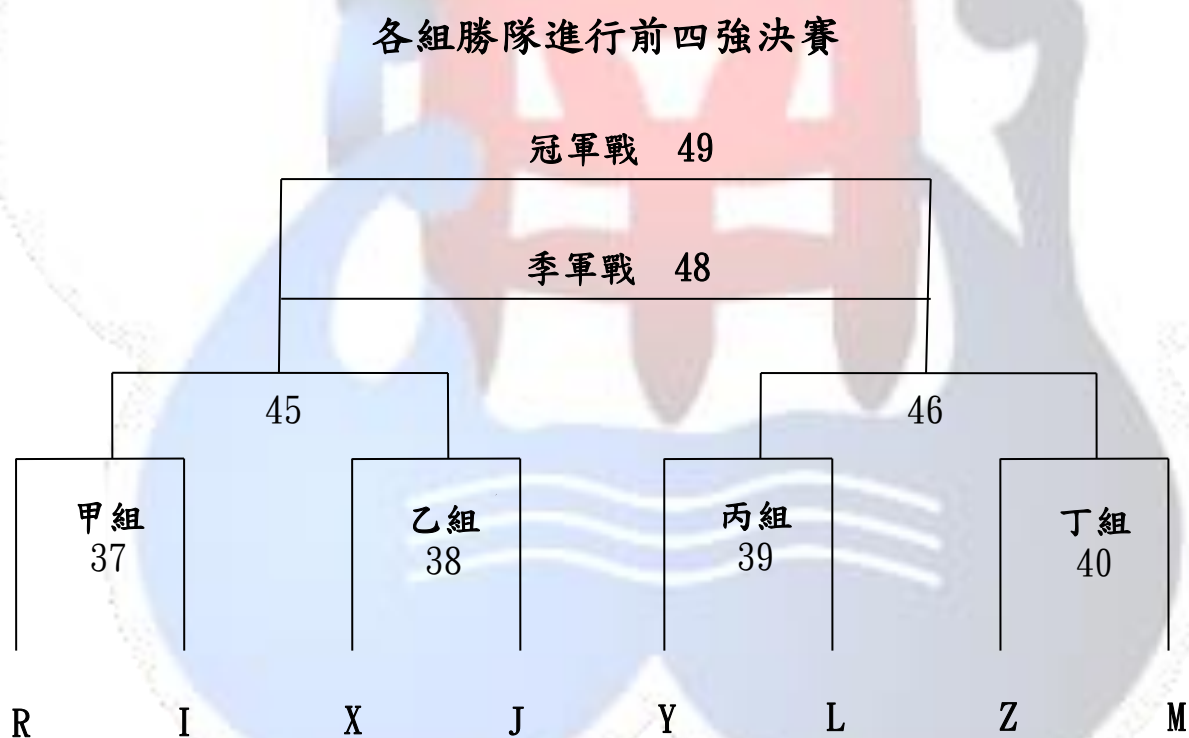 各組勝隊進行前四強決賽
冠軍戰 49
季軍戰 48
45 46
甲組 乙組 丙組 丁組
37 38 39 40
R I X J Y L Z M